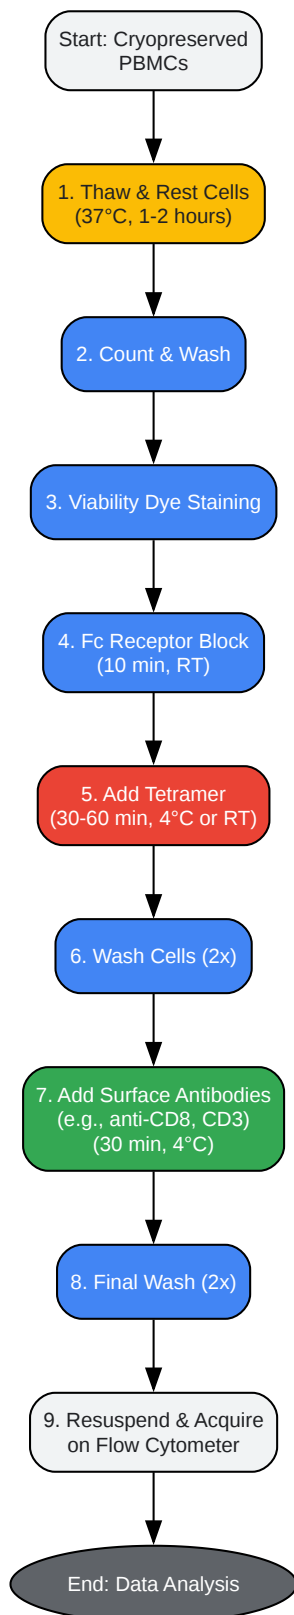 Start: Cryopreserved
PBMCs
1. Thaw & Rest Cells
(37°C, 1-2 hours)
2. Count & Wash
3. Viability Dye Staining
4. Fc Receptor Block
(10 min, RT)
5. Add Tetramer
(30-60 min, 4°C or RT)
6. Wash Cells (2x)
7. Add Surface Antibodies
(e.g., anti-CD8, CD3)
(30 min, 4°C)
8. Final Wash (2x)
9. Resuspend & Acquire
on Flow Cytometer
End: Data Analysis